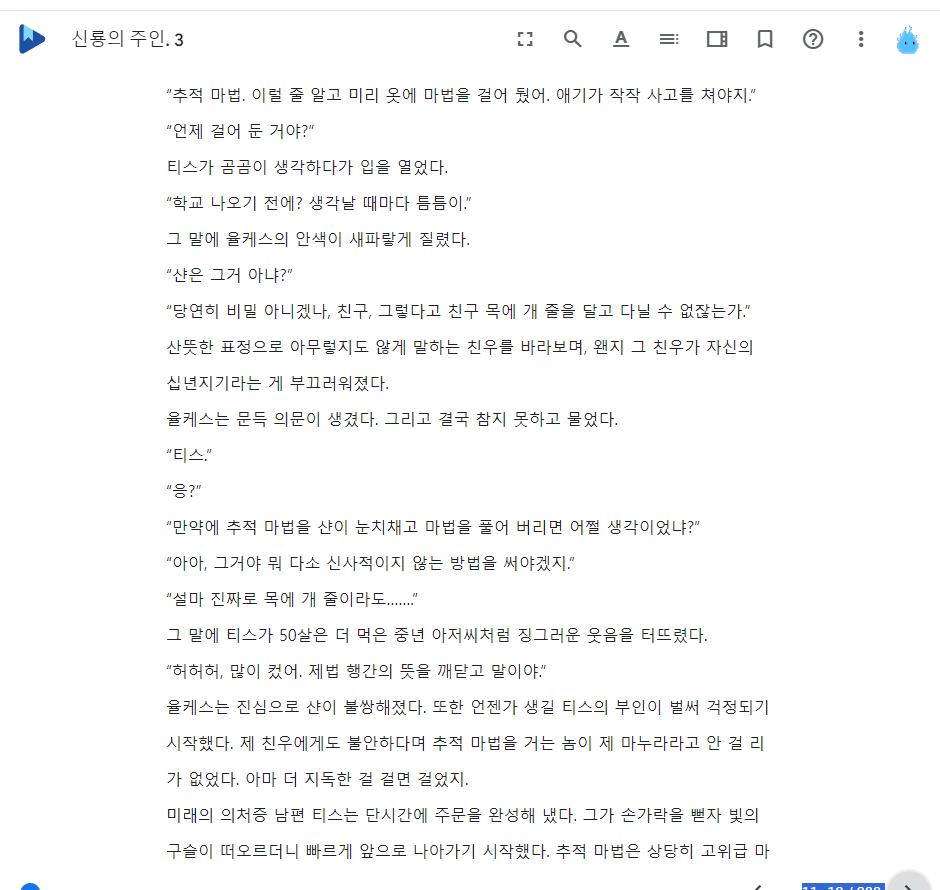 신룡의 주인. 3
“추적 마법. 이럴 줄 알고 미리 옷에 마법을 걸어 뒀어. 애기가 작작 사고를 쳐야지.”
“언제 걸어 둔 거야?”
티스가 곰곰이 생각하다가 입을 열었다.
“학교 나오기 전에? 생각날 때마다 틈틈이.”
그 말에 율케스의 안색이 새파랗게 질렸다.
“샨은 그거 아냐?”
“당연히 비밀 아니겠나, 친구, 그렇다고 친구 목에 개 줄을 달고 다닐 수 없잖는가.”
산뜻한 표정으로 아무렇지도 않게 말하는 친우를 바라보며, 왠지 그 친우가 자신의
십년지기라는 게 부끄러워졌다.
율케스는 문득 의문이 생겼다. 그리고 결국 참지 못하고 물었다.
“티스.”
“응?”
“만약에 추적 마법을 샨이 눈치채고 마법을 풀어 버리면 어쩔 생각이었냐?”
“아아, 그거야 뭐 다소 신사적이지 않는 방법을 써야겠지.”
“설마 진짜로 목에 개 줄이라도.......”
그 말에 티스가 50살은 더 먹은 중년 아저씨처럼 징그러운 웃음을 터뜨렸다.
“허허허, 많이 컸어. 제법 행간의 뜻을 깨닫고 말이야.”
율케스는 진심으로 샨이 불쌍해졌다. 또한 언젠가 생길 티스의 부인이 벌써 걱정되기
시작했다. 제 친우에게도 불안하다며 추적 마법을 거는 놈이 제 마누라라고 안 걸 리
가 없었다. 아마 더 지독한 걸 걸면 걸었지.
미래의 의처증 남편 티스는 단시간에 주문을 완성해 냈다. 그가 손가락을 뻗자 빛의
구슬이 떠오르더니 빠르게 앞으로 나아가기 시작했다. 추적 마법은 상당히 고위급 마